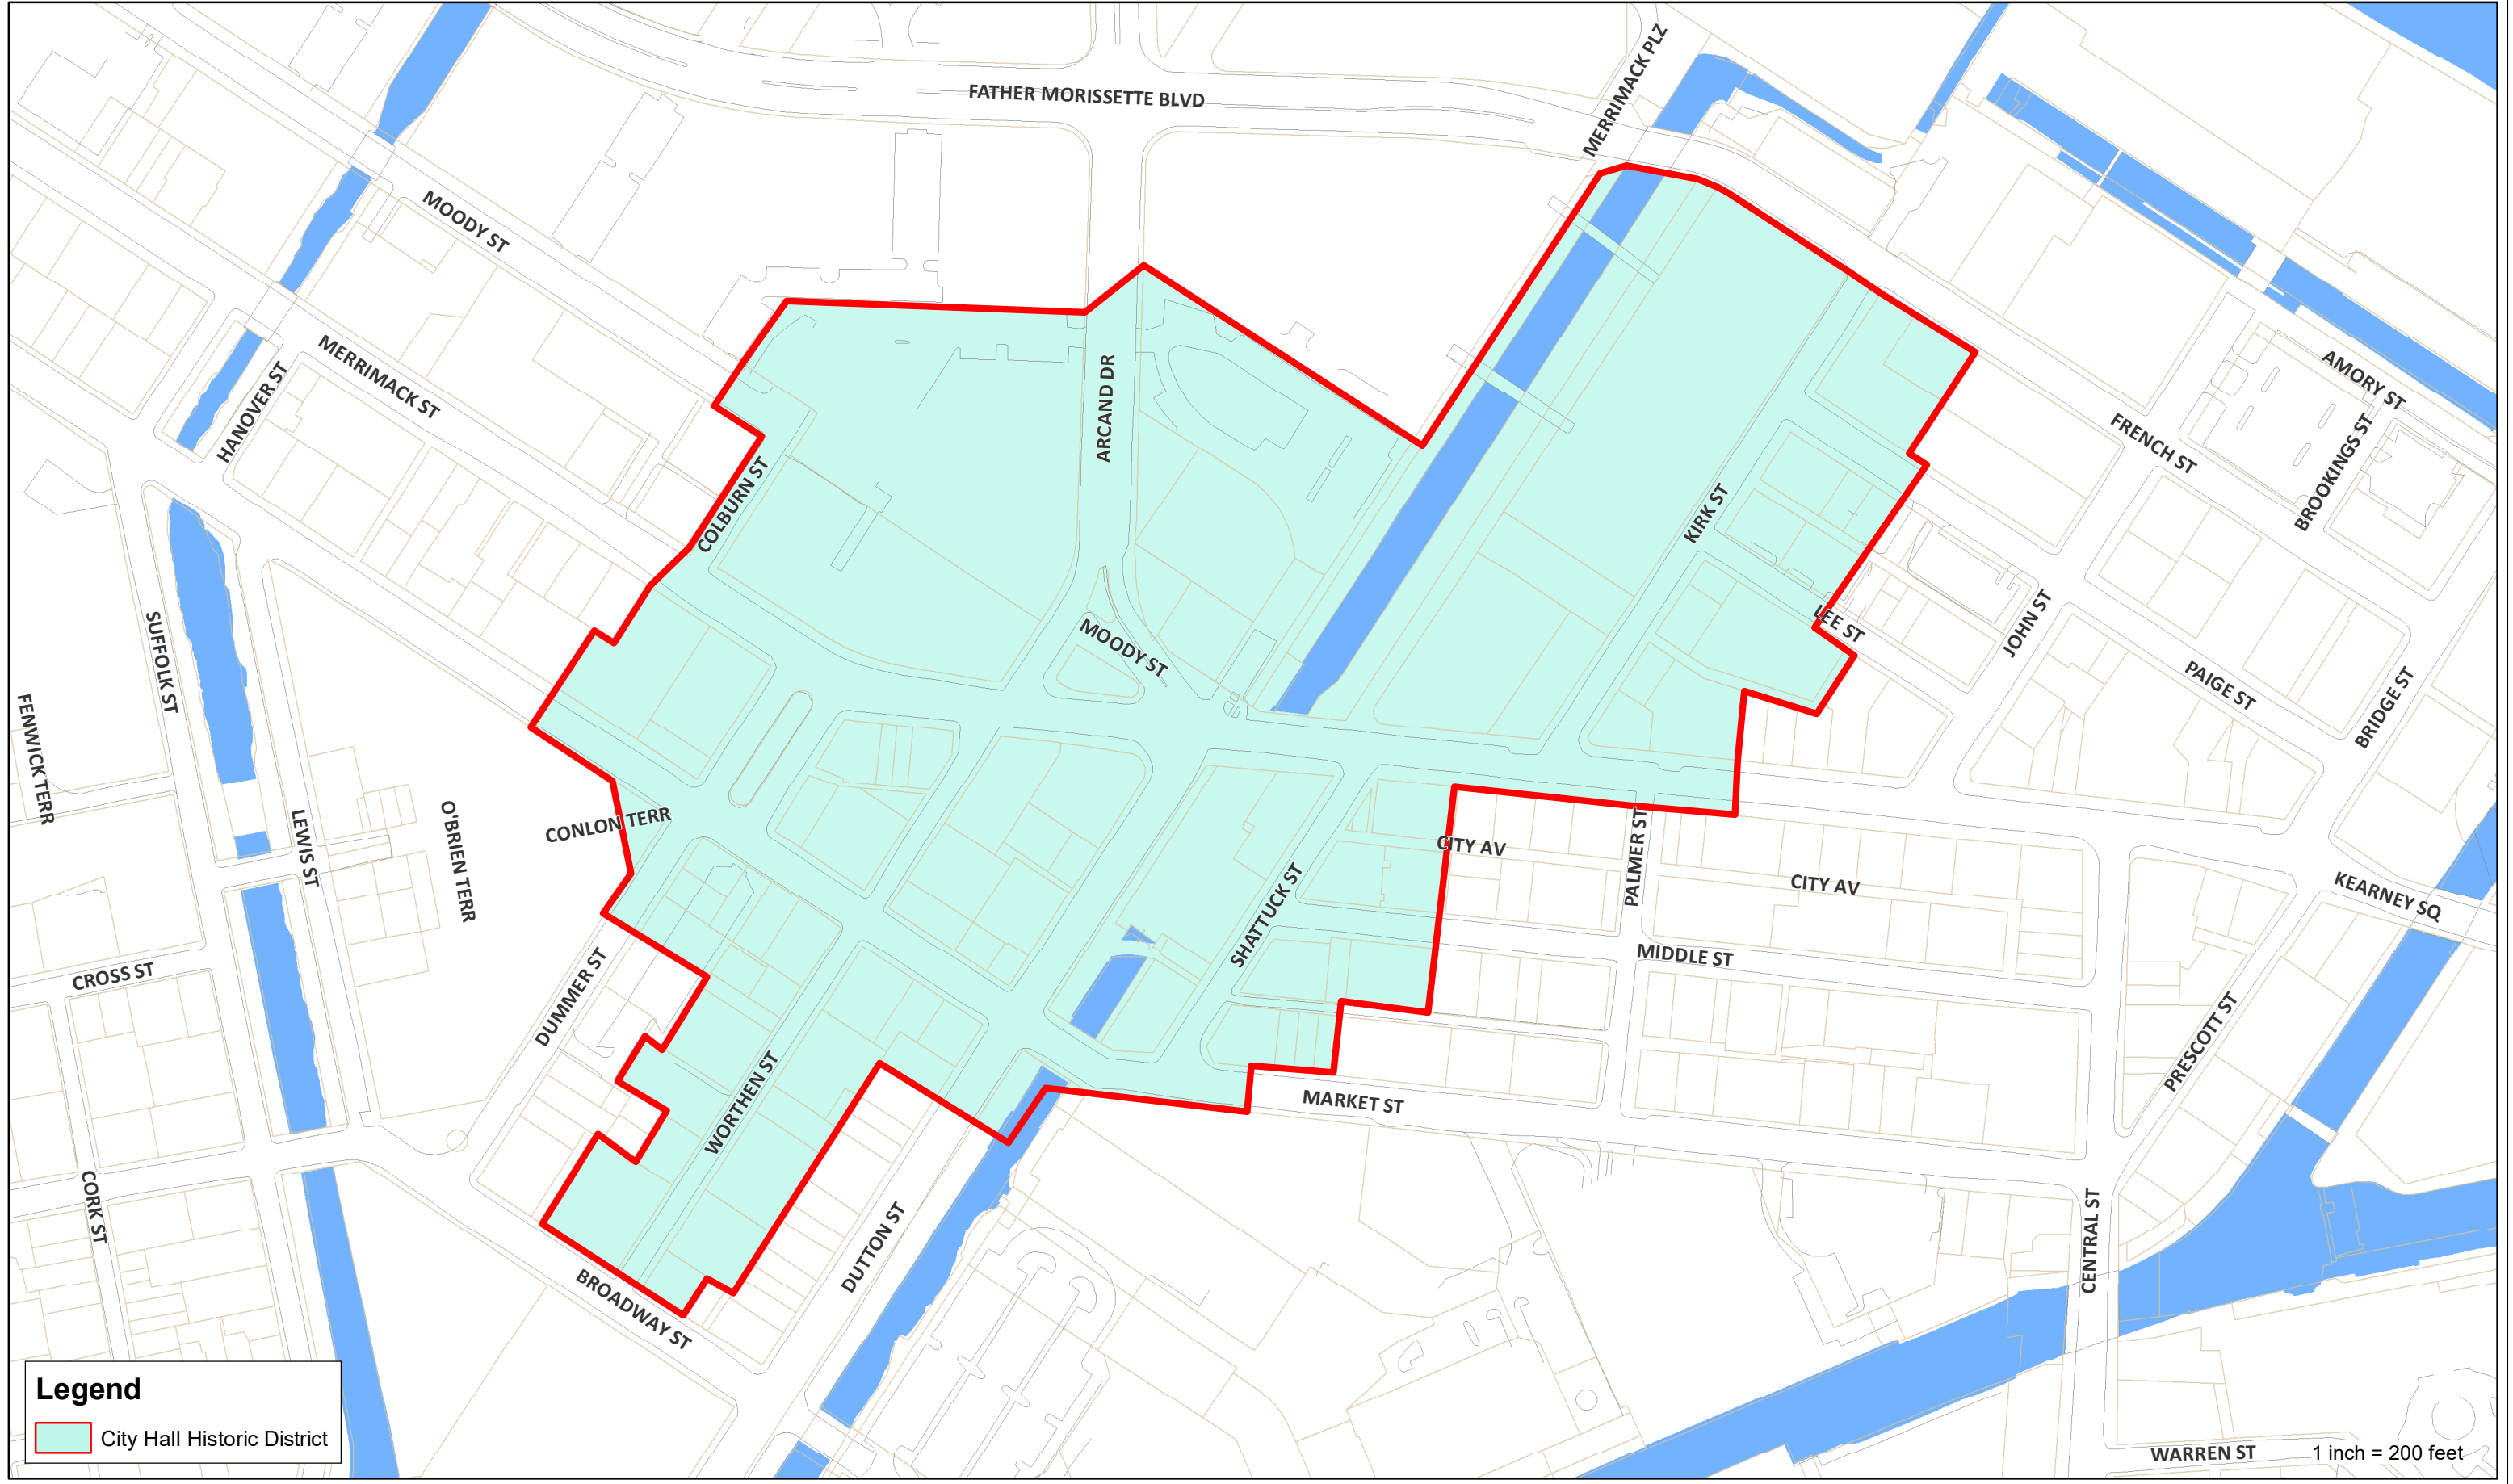 MERRIMACK PLZ
FATHER MORISSETTE BLVD
MOODY ST
MERRIMACK ST
HANOVER ST
ARCAND DR
COLBURN ST
AMORY ST
FRENCH ST
BROOKINGS ST
KIRK ST
LEE ST
JOHN ST
MOODY ST
SUFFOLK ST
PAIGE ST
BRIDGE ST
FENWICK TERR
CONLON TERR
O'BRIEN TERR
LEWIS ST
CITY AV
PALMER ST
CITY AV
KEARNEY SQ
SHATTUCK ST
MIDDLE ST
CROSS ST
DUMMER ST
PRESCOTT ST
WORTHEN ST
MARKET ST
CORK ST
DUTTON ST
CENTRAL ST
BROADWAY ST
Legend
City Hall Historic District
WARREN ST
1 inch = 200 feet